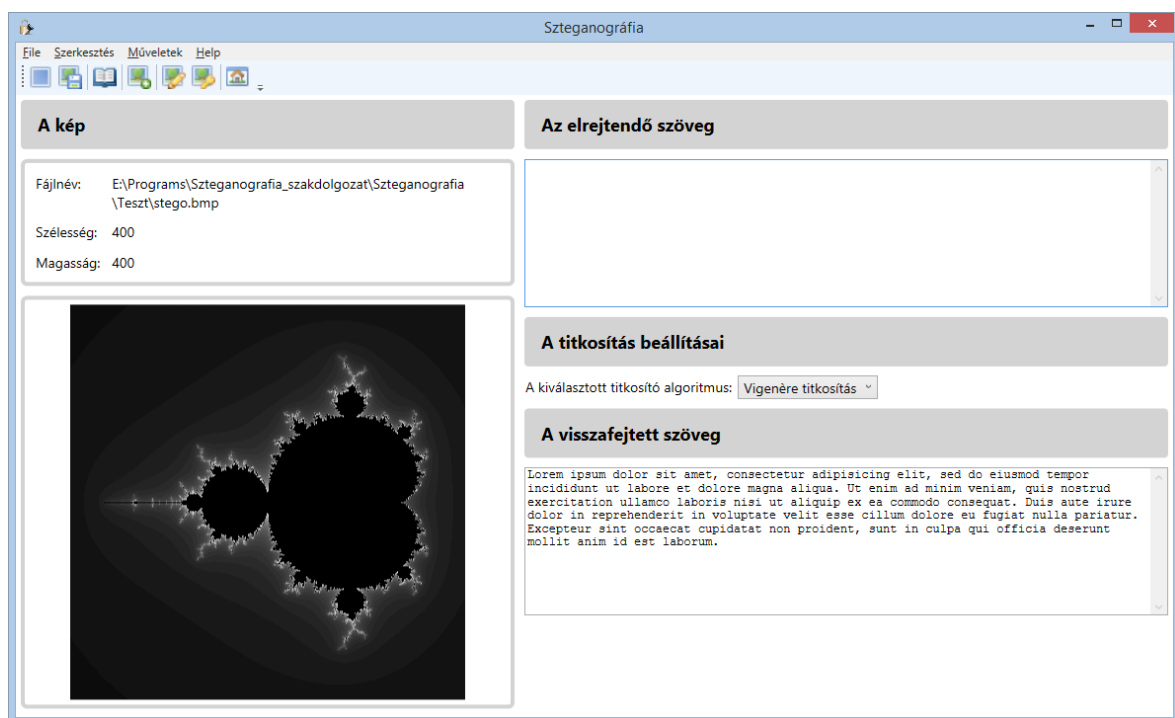 Szteganográfia
File Szerkesztés Műveletek Help
A kép
Fájlnév: E:\Programs\Szteganografia_szakdolgozat\Szteganografia
\Teszt\stego.bmp
Szélesség: 400
Magasság: 400
Az elrejtendő szöveg
A titkosítás beállításai
A kiválasztott titkosító algoritmus: Vigenère titkosítás
A visszafejtett szöveg
Lorem ipsum dolor sit amet, consectetur adipisicing elit, sed do eiusmod tempor
incididunt ut labore et dolore magna aliqua. Ut enim ad minim veniam, quis nostrud
exercitation ullamco laboris nisi ut aliquip ex ea commodo consequat. Duis aute irure
dolor in reprehenderit in voluptate velit esse cillum dolore eu fugiat nulla pariatur.
Excepteur sint occaecat cupidatat non proident, sunt in culpa qui officia deserunt
mollit anim id est laborum.